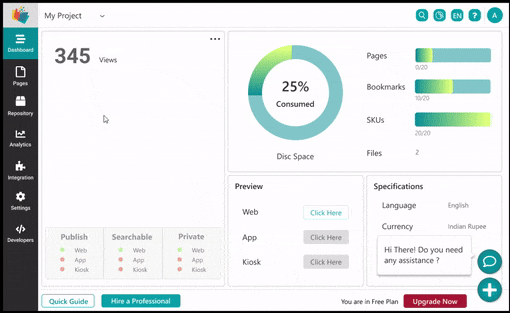 My Project
EN
?
A
Dashboard
Pages
Repository
Analytics
Integration
Settings
Developers
345 Views
Publish
Web
App
Kiosk
Searchable
Web
App
Kiosk
Private
Web
App
Kiosk
25%
Consumed
Disc Space
Pages
0/20
Bookmarks
10/20
SKUs
20/20
Files 2
Preview
Web Click Here
App Click Here
Kiosk Click Here
Specifications
Language English
Currency Indian Rupee
Hi There! Do you need
any assistance ?
Quick Guide
Hire a Professional
You are in Free Plan
Upgrade Now